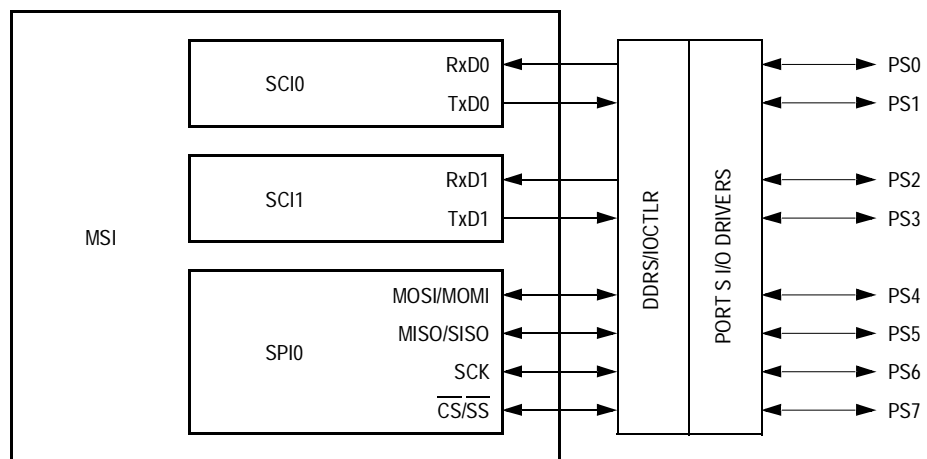 MSI
SCI0
RxD0
TxD0
SCI1
RxD1
TxD1
SPI0
MOSI/MOMI
MISO/SISO
SCK
CS/SS
DDRS/IOCTLR
PORT S I/O DRIVERS
PS0
PS1
PS2
PS3
PS4
PS5
PS6
PS7